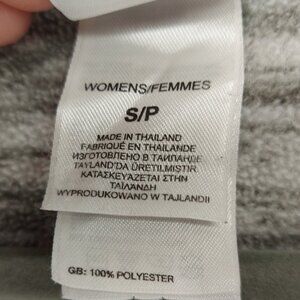 WOMENS/FEMMES
S/P
MADE IN THAILAND
FABRIQUÉ EN THAILANDE
ИЗГОТОВЛЕНО В ТАИЛАНДЕ
TAYLAND'DA ÜRETILMIŞTIR
ΚΑΤΑΣΚΕΥΑΖΕΤΑΙ ΣΤΗΝ
ΤΑΪΛΑΝΔΗ
WYPRODUKOWANO W TAJLANDII
GB: 100% POLYESTER